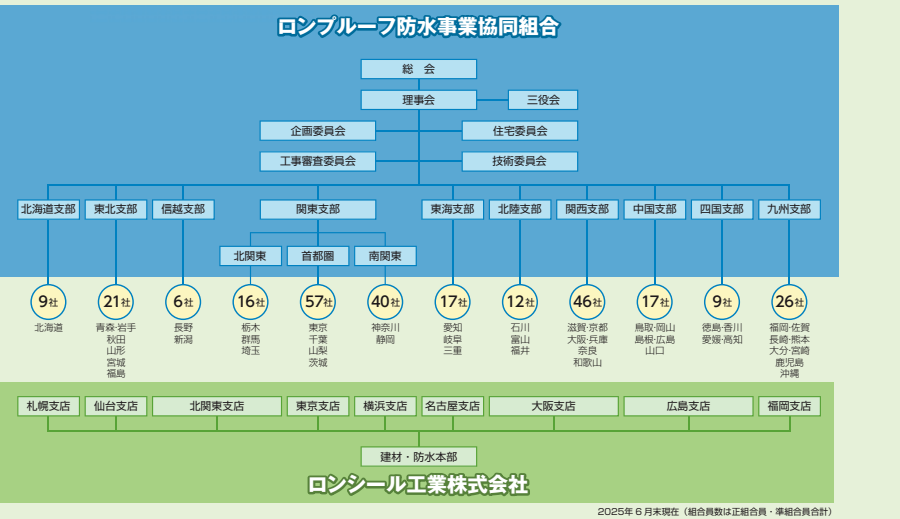 ロンプルーフ防水事業協同組合
総　会
理事会
三役会
企画委員会
住宅委員会
工事審査委員会
技術委員会
北海道支部
東北支部
信越支部
関東支部
東海支部
北陸支部
関西支部
中国支部
四国支部
九州支部
北関東
首都圏
南関東
9社
21社
6社
16社
57社
40社
17社
12社
46社
17社
9社
26社
北海道
青森・岩手
秋田
山形
宮城
福島
長野
新潟
栃木
群馬
埼玉
東京
千葉
山梨
茨城
神奈川
静岡
愛知
岐阜
三重
石川
富山
福井
滋賀・京都
大阪・兵庫
奈良
和歌山
鳥取・岡山
島根・広島
山口
徳島・香川
愛媛・高知
福岡・佐賀
長崎・熊本
大分・宮崎
鹿児島
沖縄
札幌支店
仙台支店
北関東支店
東京支店
横浜支店
名古屋支店
大阪支店
広島支店
福岡支店
建材・防水本部
ロンシール工業株式会社
2025年6月末現在（組合員数は正組合員・準組合員合計）